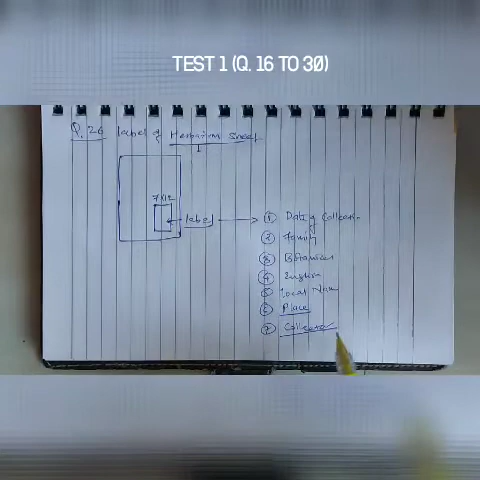 TEST 1 (Q. 16 TO 30)
Q. 26 label of Herbarium Sheet
7x12
label
① Date of Collection
② Family
③ Botanical
④ English
⑤ Local Name
⑥ Place
⑦ Collector